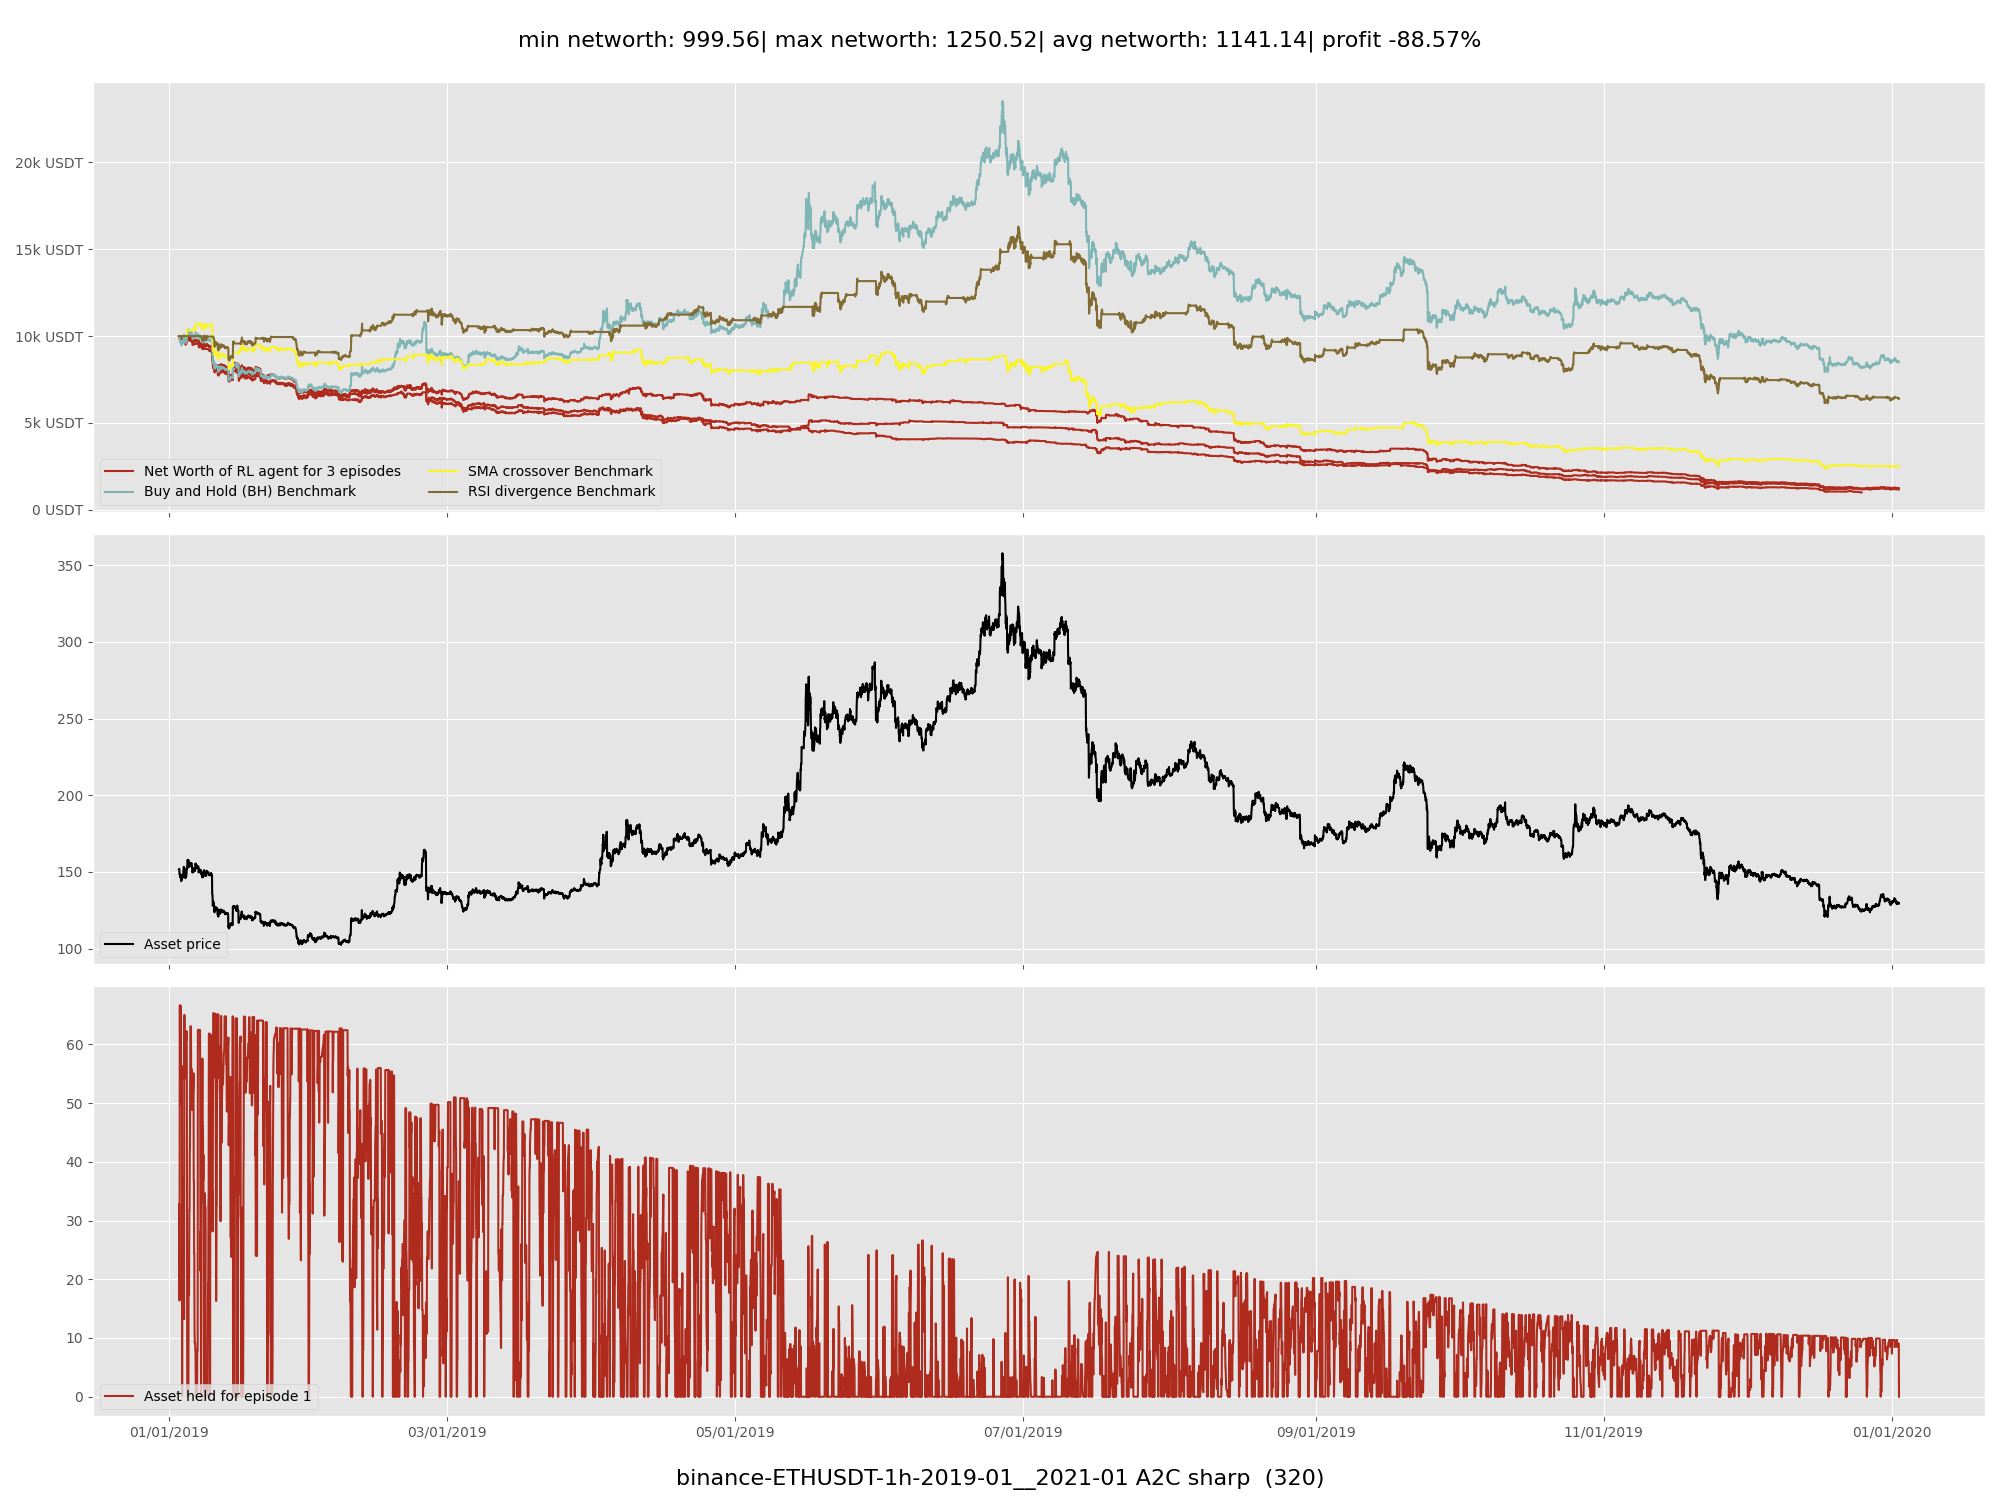 min networth: 999.56| max networth: 1250.52| avg networth: 1141.14| profit -88.57%
20k USDT
15k USDT
10k USDT
5k USDT
0 USDT
Net Worth of RL agent for 3 episodes
Buy and Hold (BH) Benchmark
SMA crossover Benchmark
RSI divergence Benchmark
350
300
250
200
150
100
Asset price
60
50
40
30
20
10
0
Asset held for episode 1
01/01/2019 03/01/2019 05/01/2019 07/01/2019 09/01/2019 11/01/2019 01/01/2020
binance-ETHUSDT-1h-2019-01__2021-01 A2C sharp  (320)